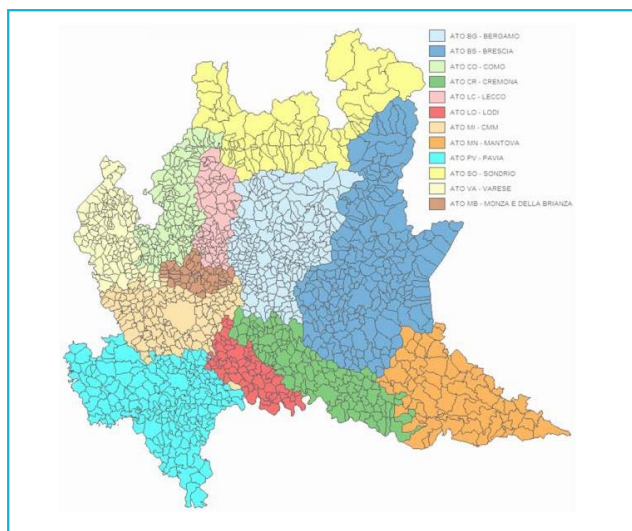 ATO BG - BERGAMO
ATO BS - BRESCIA
ATO CO - COMO
ATO CR - CREMONA
ATO LC - LECCO
ATO LO - LODI
ATO MI - CMM
ATO MN - MANTOVA
ATO PV - PAVIA
ATO SO - SONDRIO
ATO VA - VARESE
ATO MB - MONZA E DELLA BRIANZA